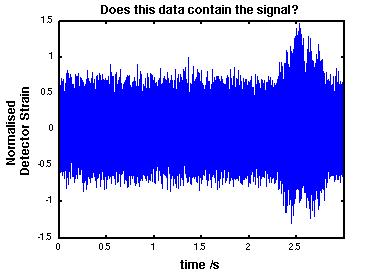 Does this data contain the signal?
Normalised
Detector Strain
1.5
1
0.5
0
-0.5
-1
-1.5
0 0.5 1 1.5 2 2.5
time /s